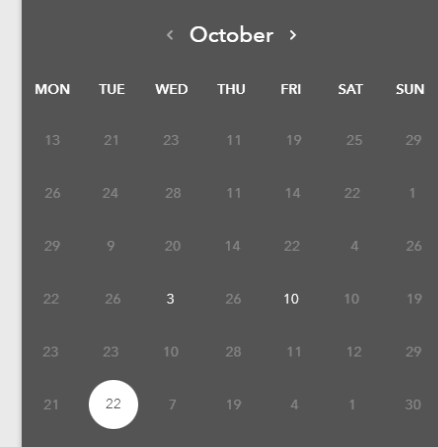 ‹ October ›
MON TUE WED THU FRI SAT SUN
13 21 23 11 19 25 29
26 24 28 11 14 22 1
29 9 20 14 22 4 26
22 26 3 26 10 10 19
23 23 10 28 11 12 29
21 22 7 19 4 1 30